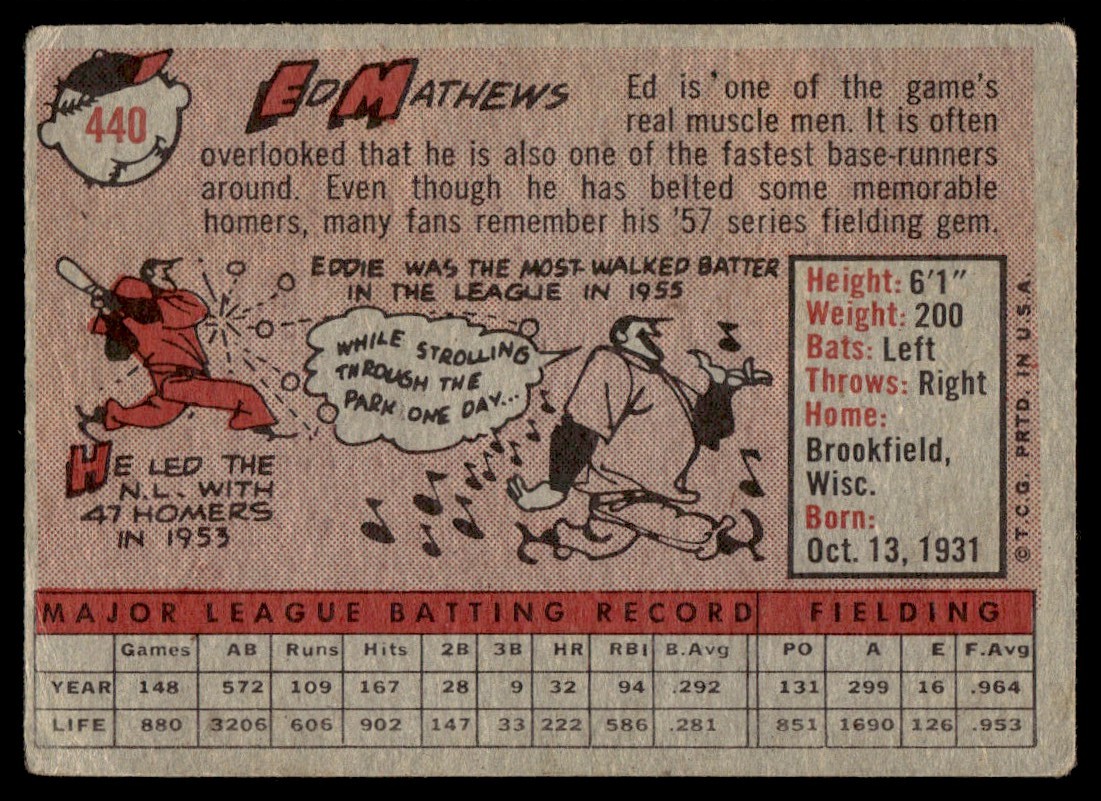 440
ED MATHEWS
Ed is one of the game's
real muscle men. It is often
overlooked that he is also one of the fastest base-runners
around. Even though he has belted some memorable
homers, many fans remember his '57 series fielding gem.
EDDIE WAS THE MOST-WALKED BATTER
IN THE LEAGUE IN 1955
WHILE STROLLING
THROUGH THE
PARK ONE DAY...
HE LED THE
N.L. WITH
47 HOMERS
IN 1953
Height: 6'1"
Weight: 200
Bats: Left
Throws: Right
Home:
Brookfield,
Wisc.
Born:
Oct. 13, 1931
© T.C.G. PRTD. IN U.S.A.
MAJOR LEAGUE BATTING RECORD FIELDING
Games AB Runs Hits 2B 3B HR RBI B.Avg PO A E F.Avg
YEAR 148 572 109 167 28 9 32 94 .292 131 299 16 .964
LIFE 880 3206 606 902 147 33 222 586 .281 851 1690 126 .953